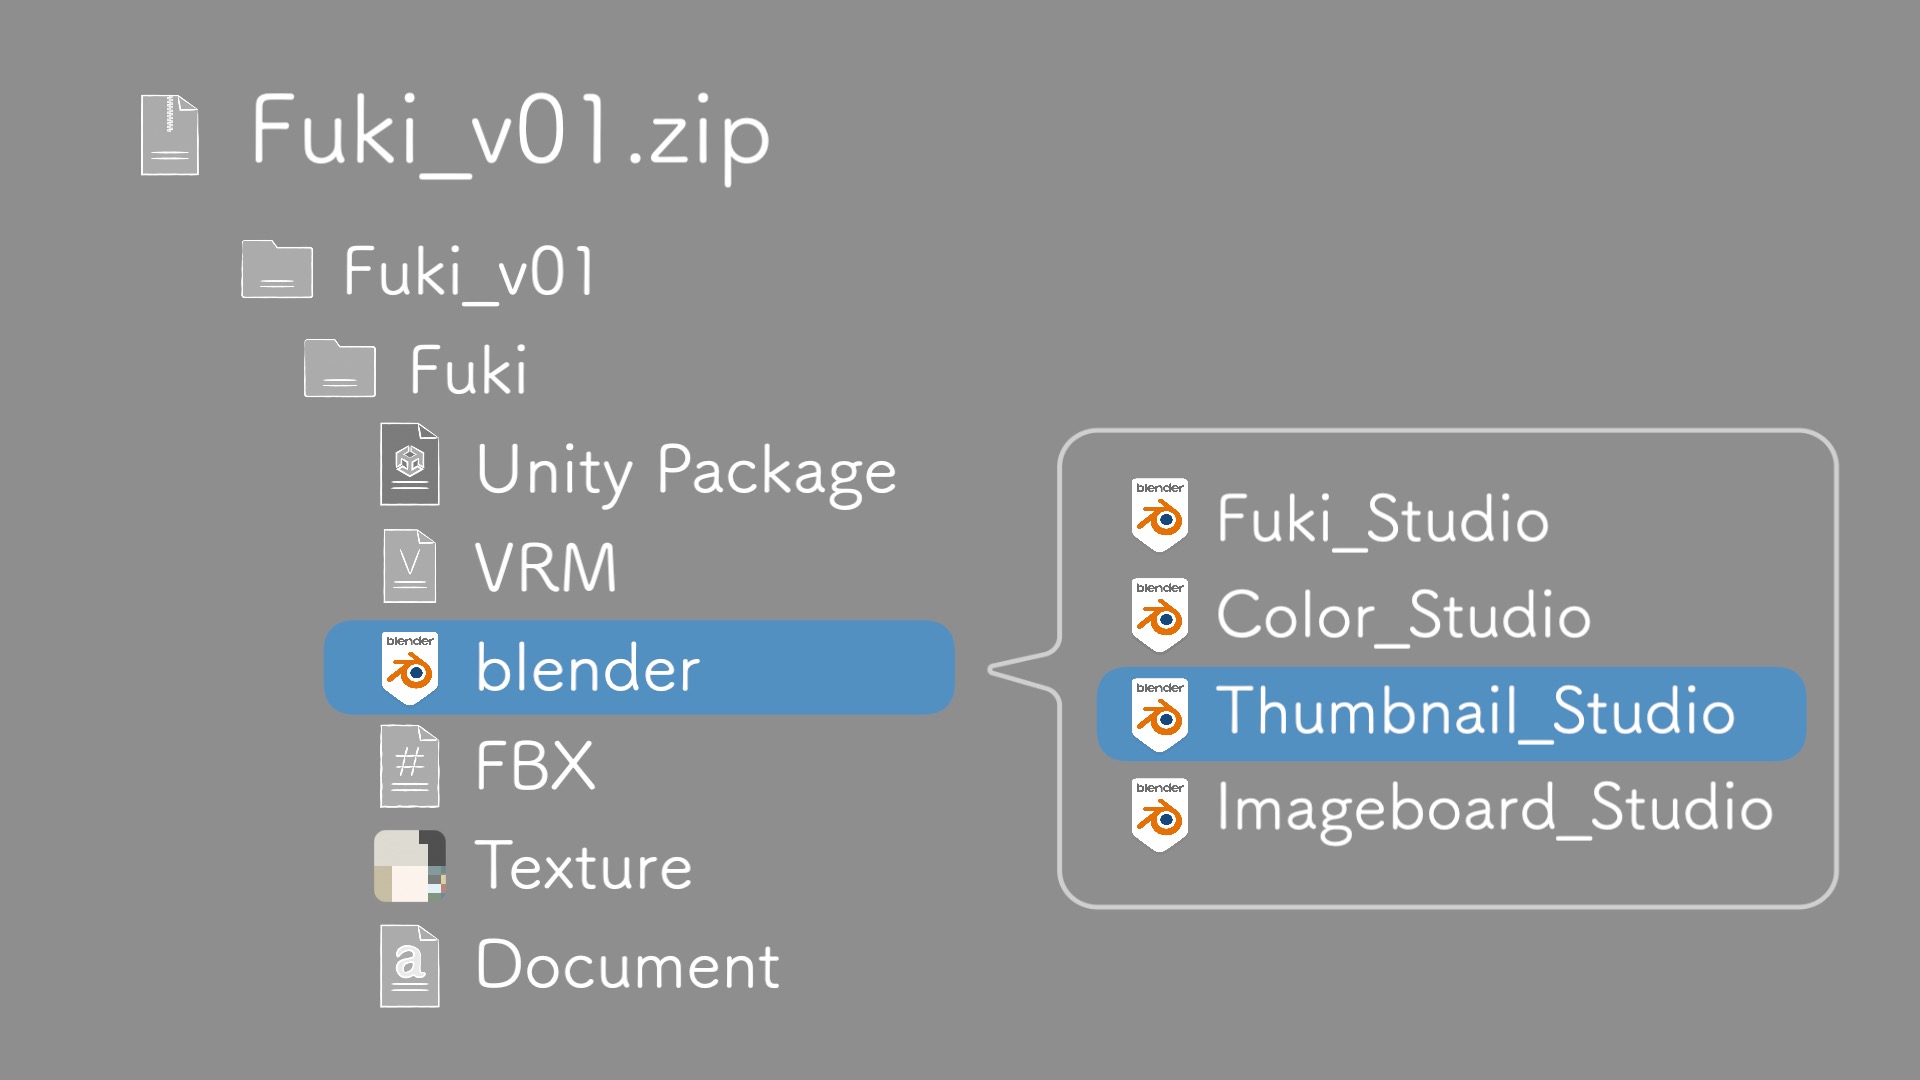 Fuki_v01.zip
Fuki_v01
Fuki
Unity Package
V
VRM
blender
blender
#
FBX
Texture
a
Document
blender
Fuki_Studio
blender
Color_Studio
blender
Thumbnail_Studio
blender
Imageboard_Studio